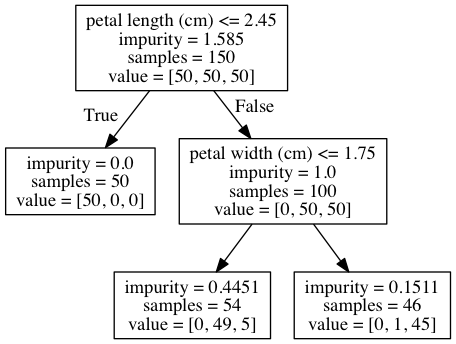 petal length (cm) <= 2.45
impurity = 1.585
samples = 150
value = [50, 50, 50]
True
False
impurity = 0.0
samples = 50
value = [50, 0, 0]
petal width (cm) <= 1.75
impurity = 1.0
samples = 100
value = [0, 50, 50]
impurity = 0.4451
samples = 54
value = [0, 49, 5]
impurity = 0.1511
samples = 46
value = [0, 1, 45]